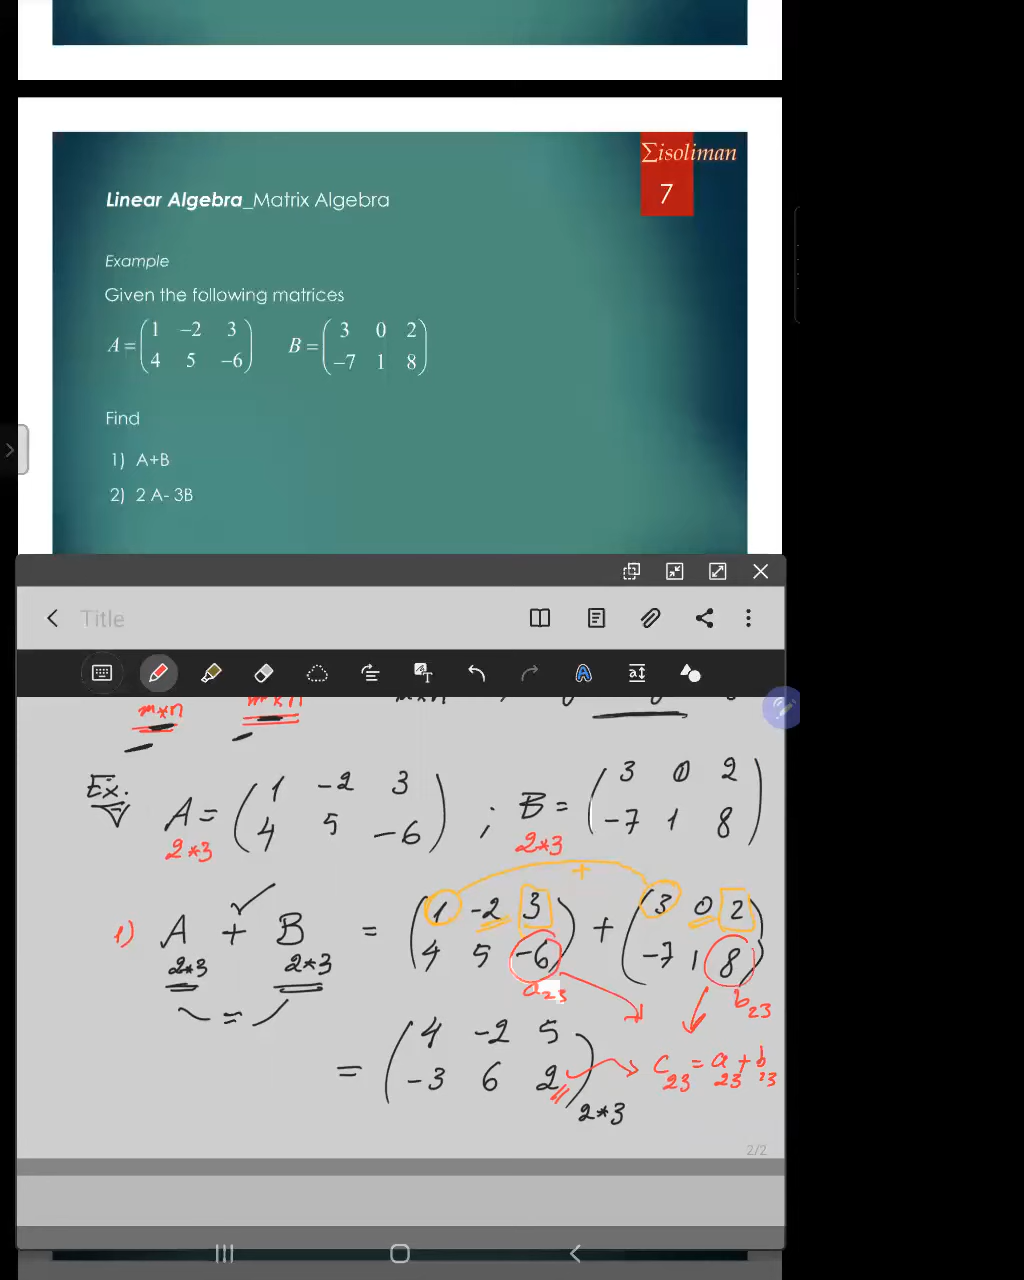 Σisoliman
7
Linear Algebra_Matrix Algebra
Example
Given the following matrices
A = (1 −2 3
4 5 −6) B = (3 0 2
−7 1 8)
Find
1) A+B
2) 2 A- 3B
Title
m*n m*n m*n
Ex. A = (1 -2 3
4 5 -6) ; B = (3 0 2
-7 1 8)
2*3 2*3
+
1) A + B = (1 -2 3
4 5 -6) + (3 0 2
-7 1 8)
2*3 2*3
=
a23 b23
= (4 -2 5
-3 6 2) 2*3
C23 = a23 + b23
2/2